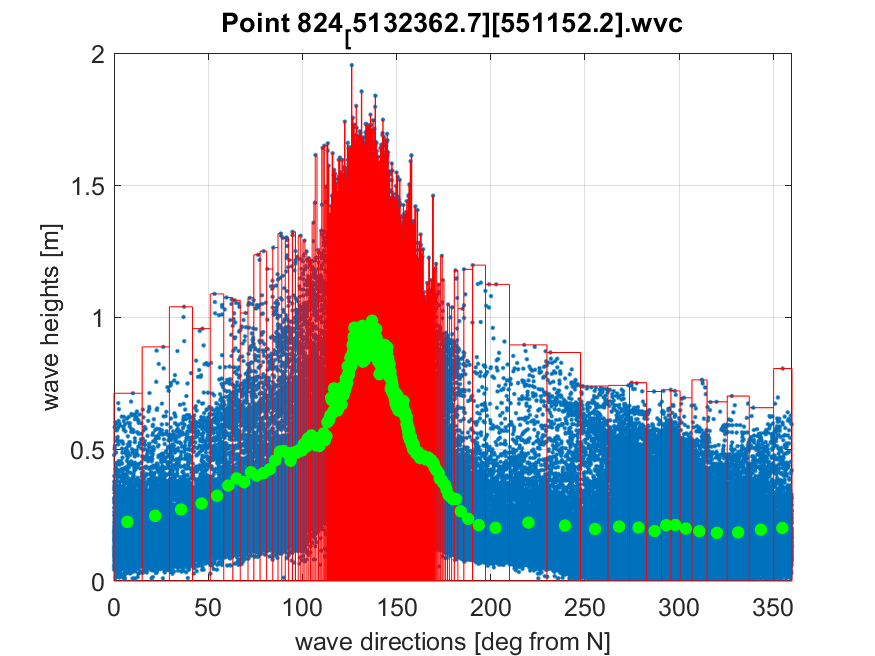 Point 824[5132362.7][551152.2].wvc
wave heights [m]
2
1.5
1
0.5
0
0 50 100 150 200 250 300 350
wave directions [deg from N]